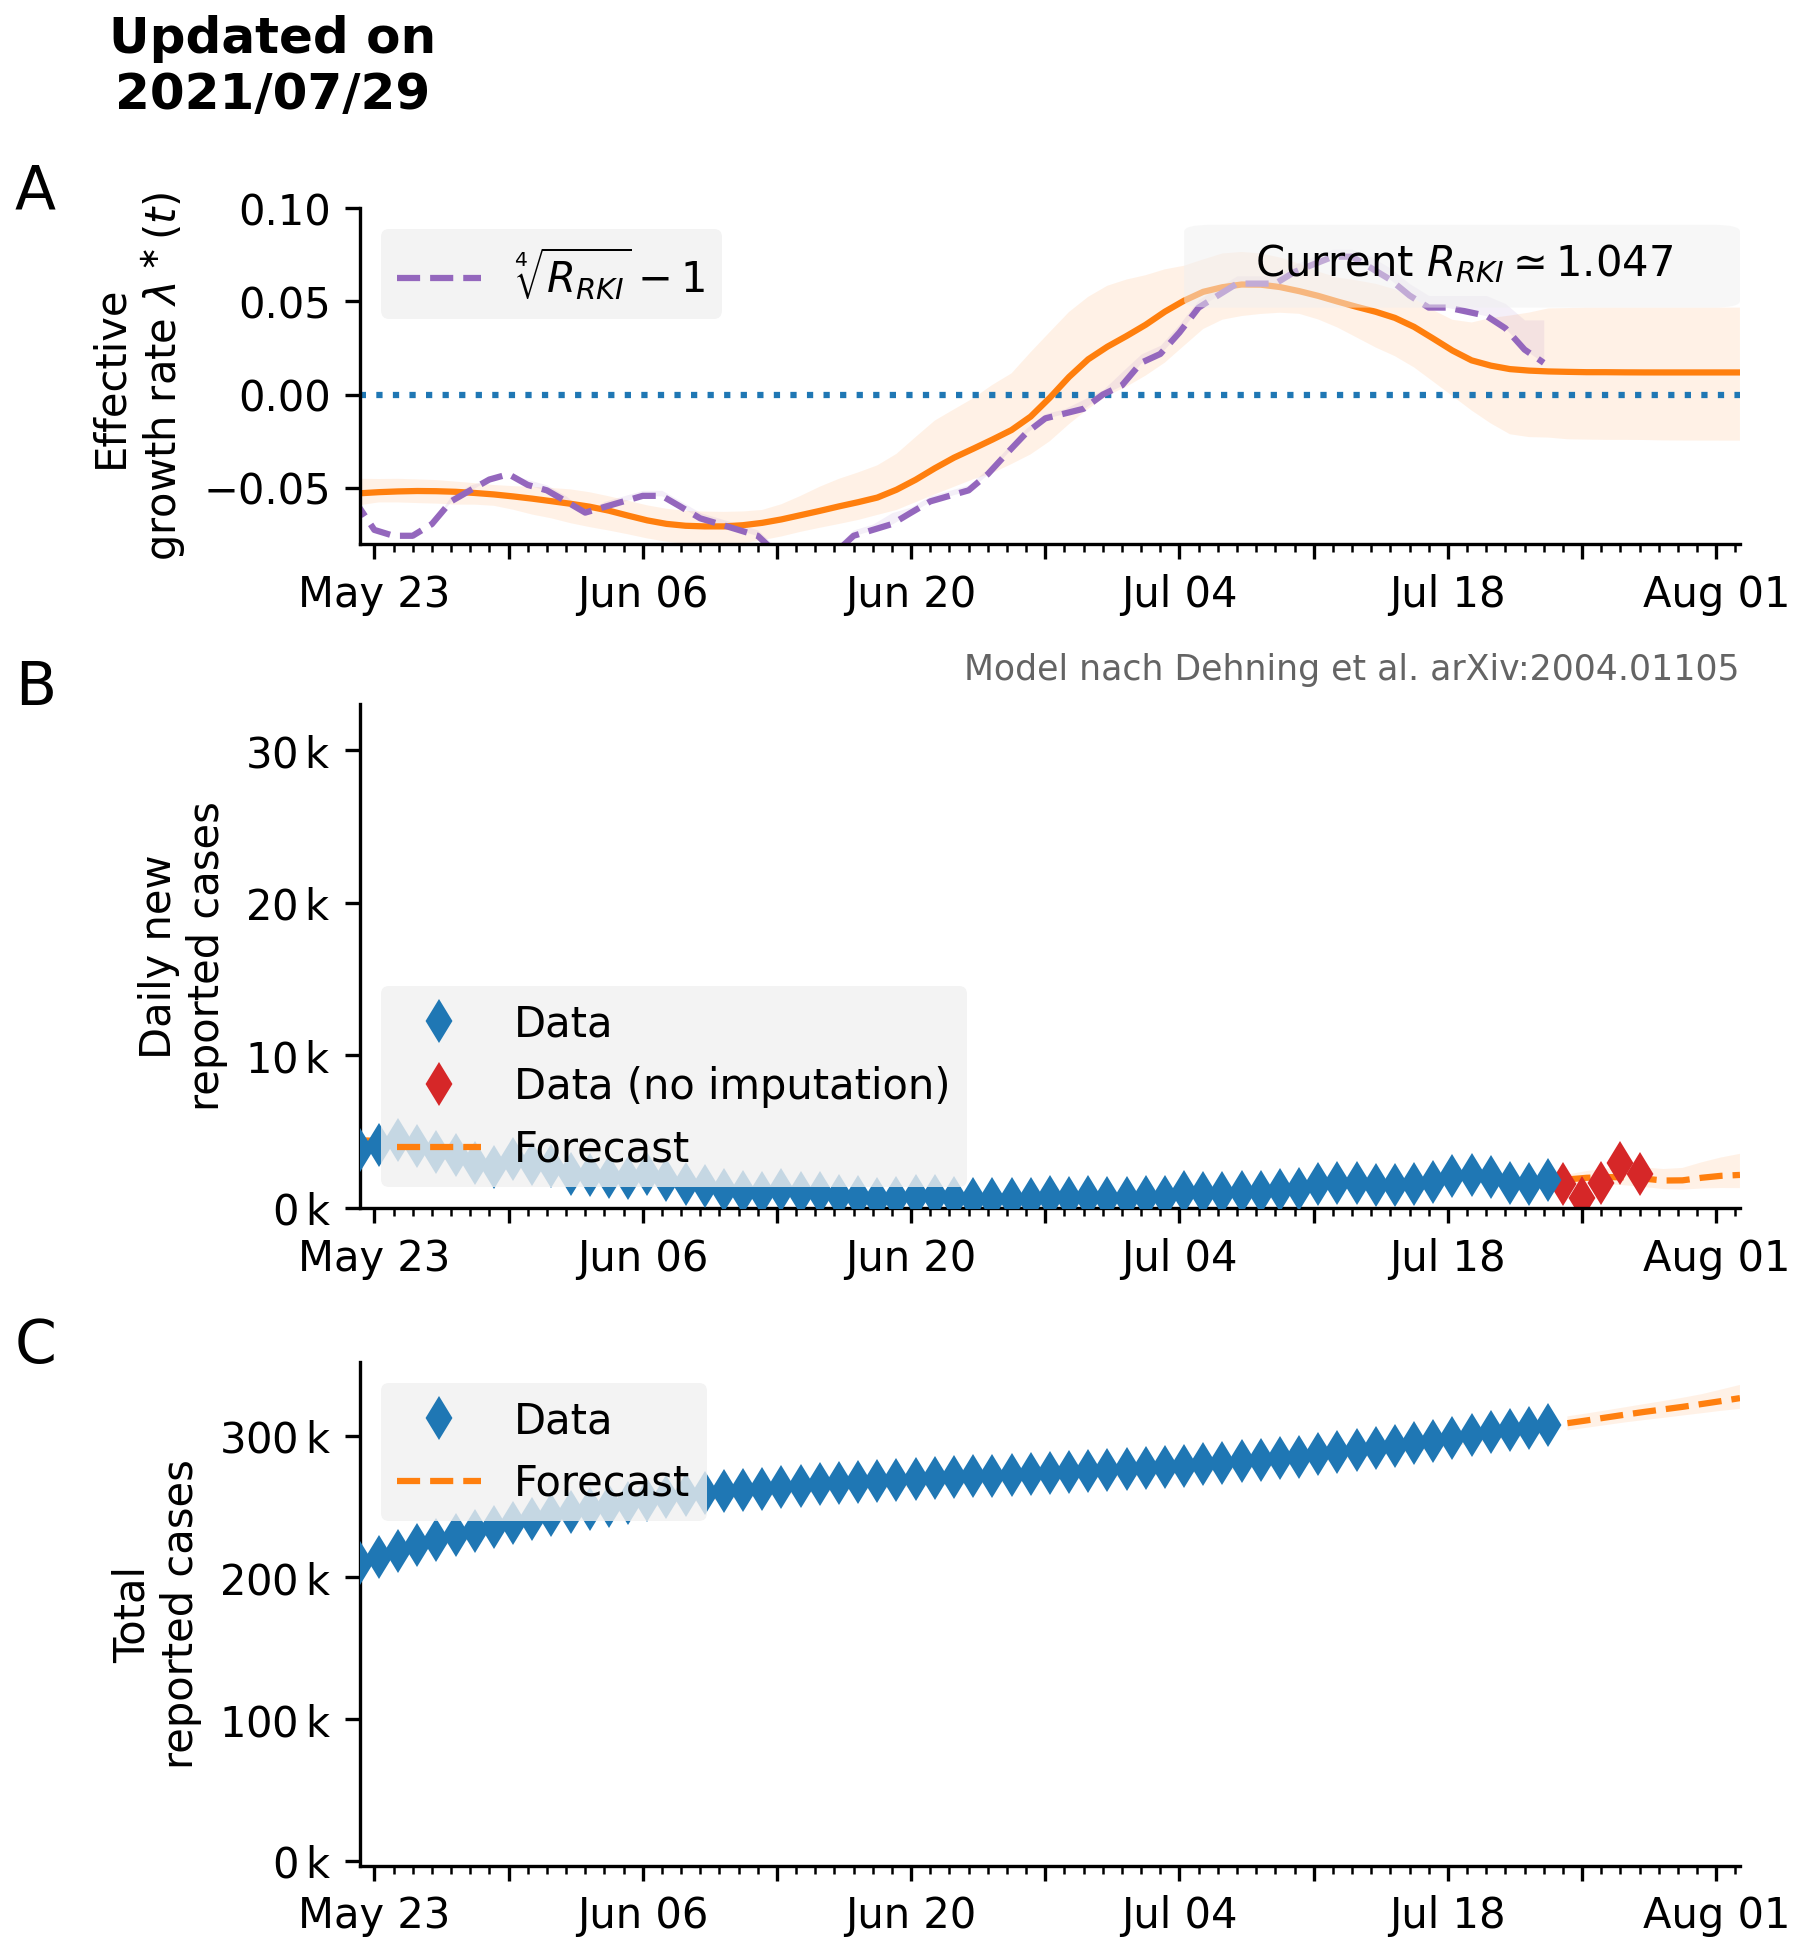 Updated on
2021/07/29
A
Effective
growth rate λ * (t)
0.10
0.05
0.00
−0.05
∜R_RKI − 1
Current R_RKI ≃ 1.047
May 23 Jun 06 Jun 20 Jul 04 Jul 18 Aug 01
Model nach Dehning et al. arXiv:2004.01105
B
Daily new
reported cases
30 k
20 k
10 k
0 k
Data
Data (no imputation)
Forecast
May 23 Jun 06 Jun 20 Jul 04 Jul 18 Aug 01
C
Total
reported cases
300 k
200 k
100 k
0 k
Data
Forecast
May 23 Jun 06 Jun 20 Jul 04 Jul 18 Aug 01